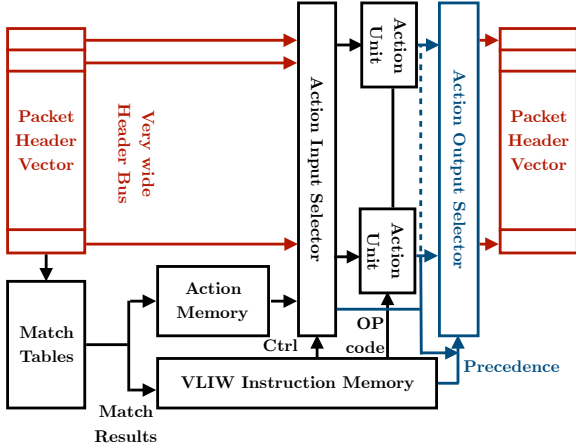 Packet
Header
Vector
Very wide
Header Bus
Action Input Selector
Action
Unit
Action
Unit
Action Output Selector
Packet
Header
Vector
Match
Tables
Action
Memory
Ctrl
OP
code
VLIW Instruction Memory
Precedence
Match
Results